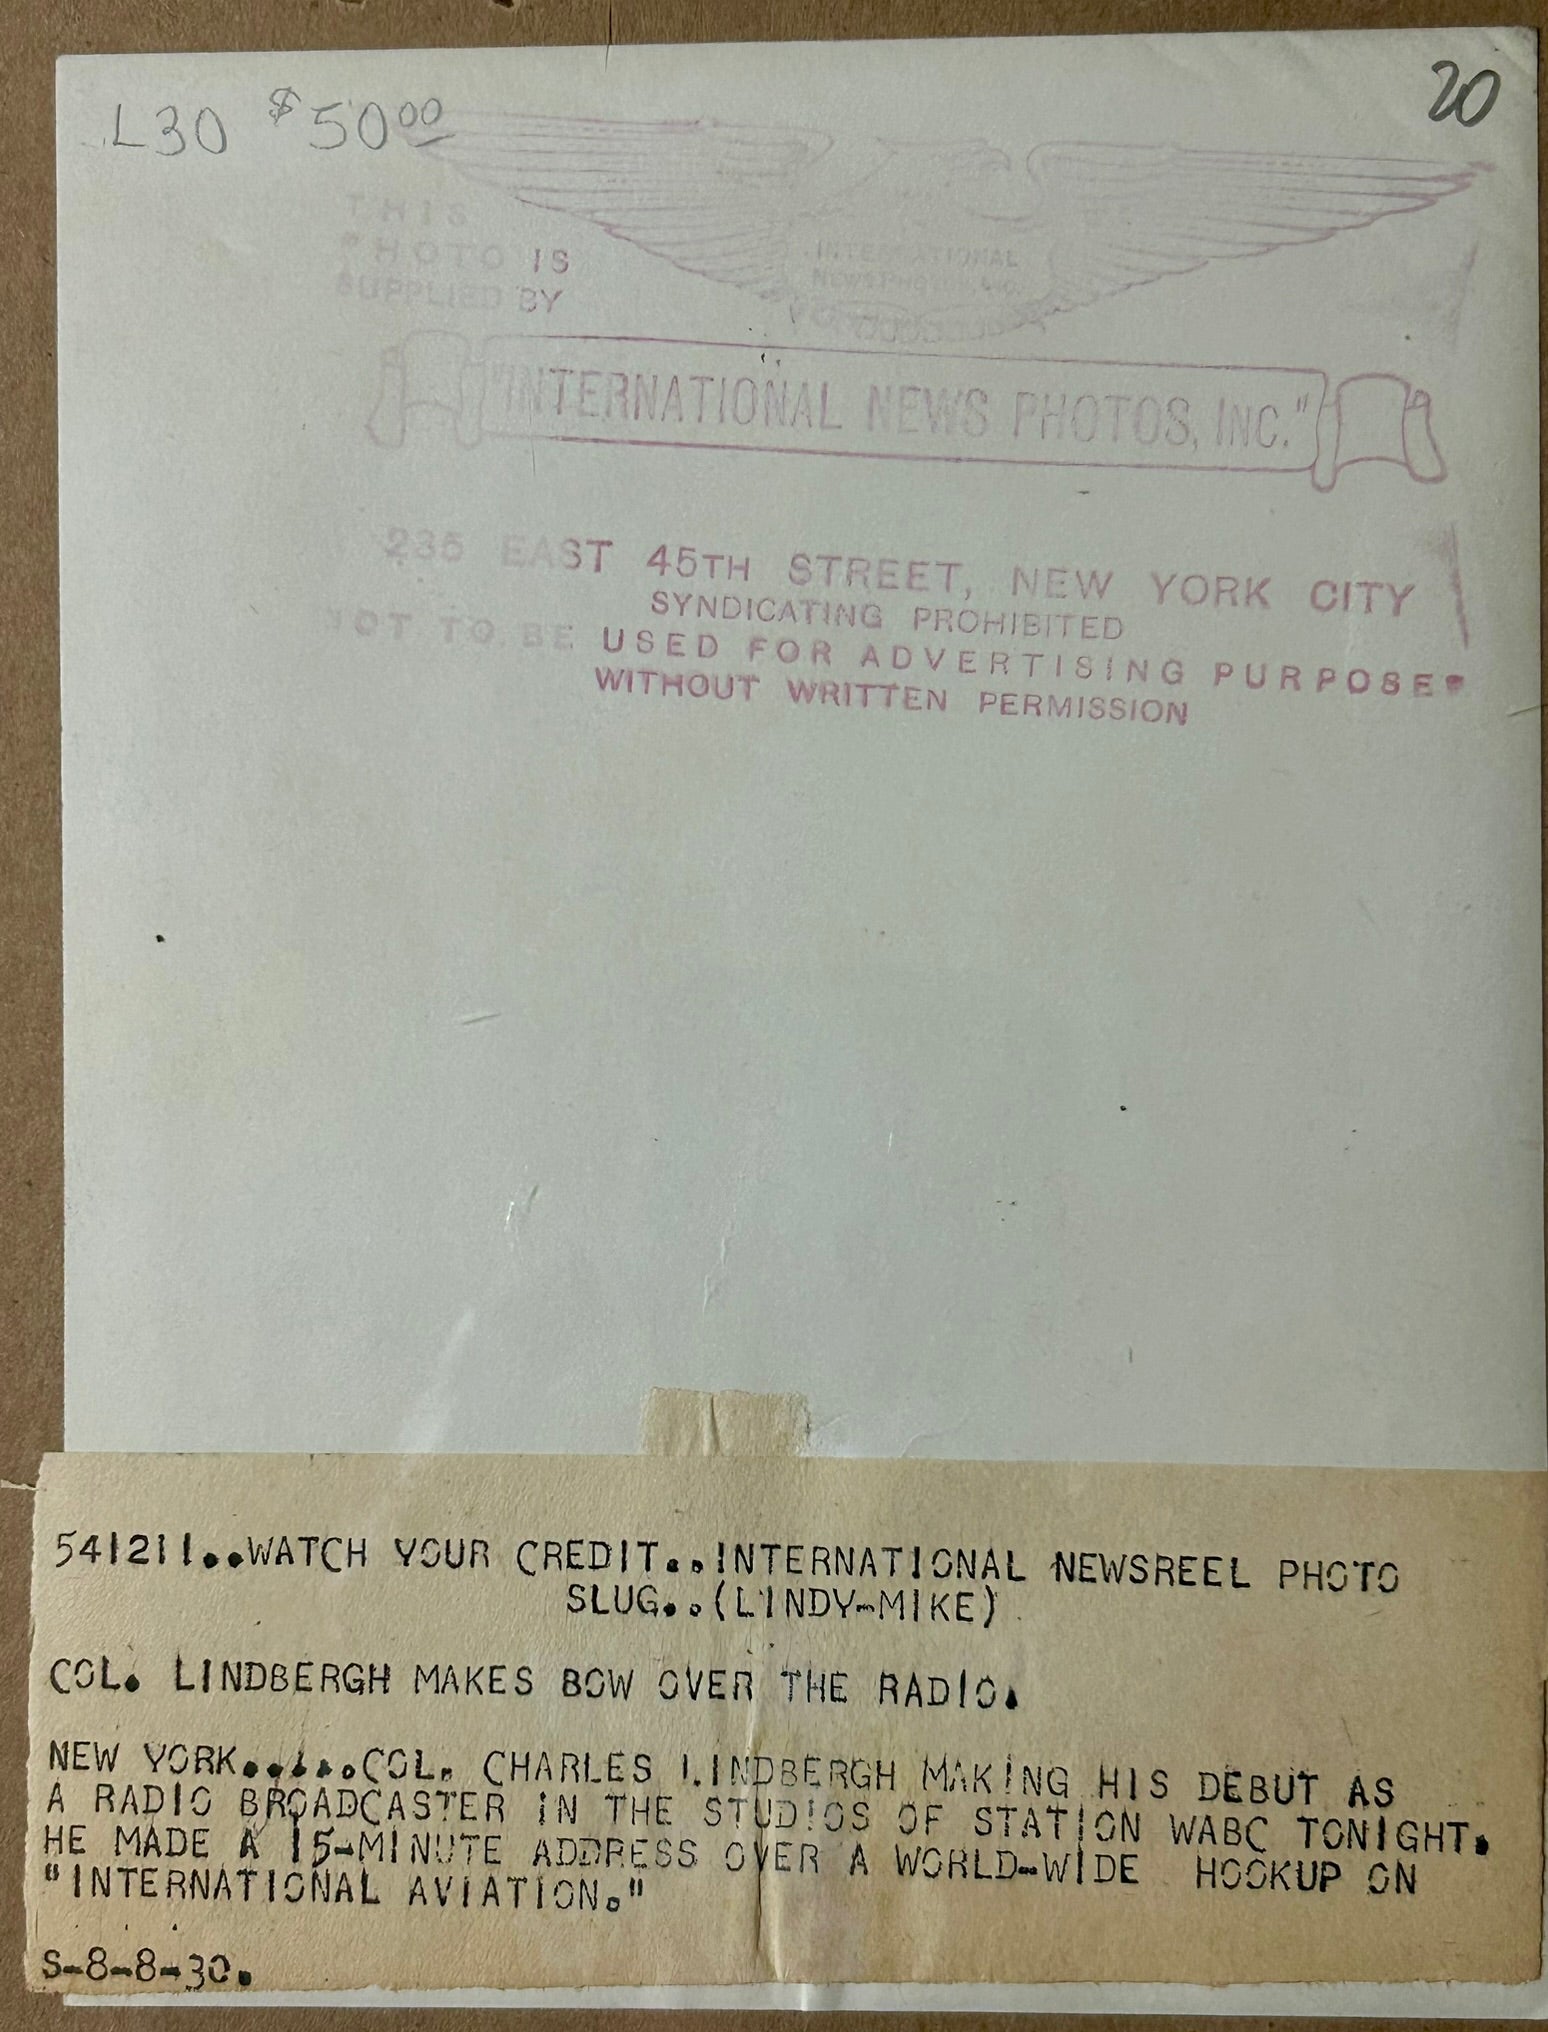 L30 $50 00
20
THIS
PHOTO IS
SUPPLIED BY
INTERNATIONAL
"INTERNATIONAL NEWS PHOTOS, INC."
235 EAST 45TH STREET, NEW YORK CITY
SYNDICATING PROHIBITED
NOT TO BE USED FOR ADVERTISING PURPOSES
WITHOUT WRITTEN PERMISSION
541211..WATCH YOUR CREDIT..INTERNATIONAL NEWSREEL PHOTO
SLUG..(LINDY-MIKE)
COL. LINDBERGH MAKES BOW OVER THE RADIO.
NEW YORK......COL. CHARLES LINDBERGH MAKING HIS DEBUT AS
A RADIO BROADCASTER IN THE STUDIOS OF STATION WABC TONIGHT.
HE MADE A 15-MINUTE ADDRESS OVER A WORLD-WIDE HOOKUP ON
"INTERNATIONAL AVIATION."
S-8-8-30.